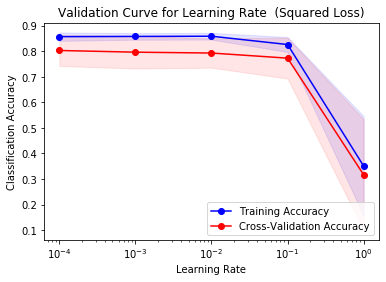 Validation Curve for Learning Rate (Squared Loss)
0.9
0.8
0.7
0.6
0.5
0.4
0.3
0.2
0.1
Classification Accuracy
Training Accuracy
Cross-Validation Accuracy
10⁻⁴ 10⁻³ 10⁻² 10⁻¹ 10⁰
Learning Rate